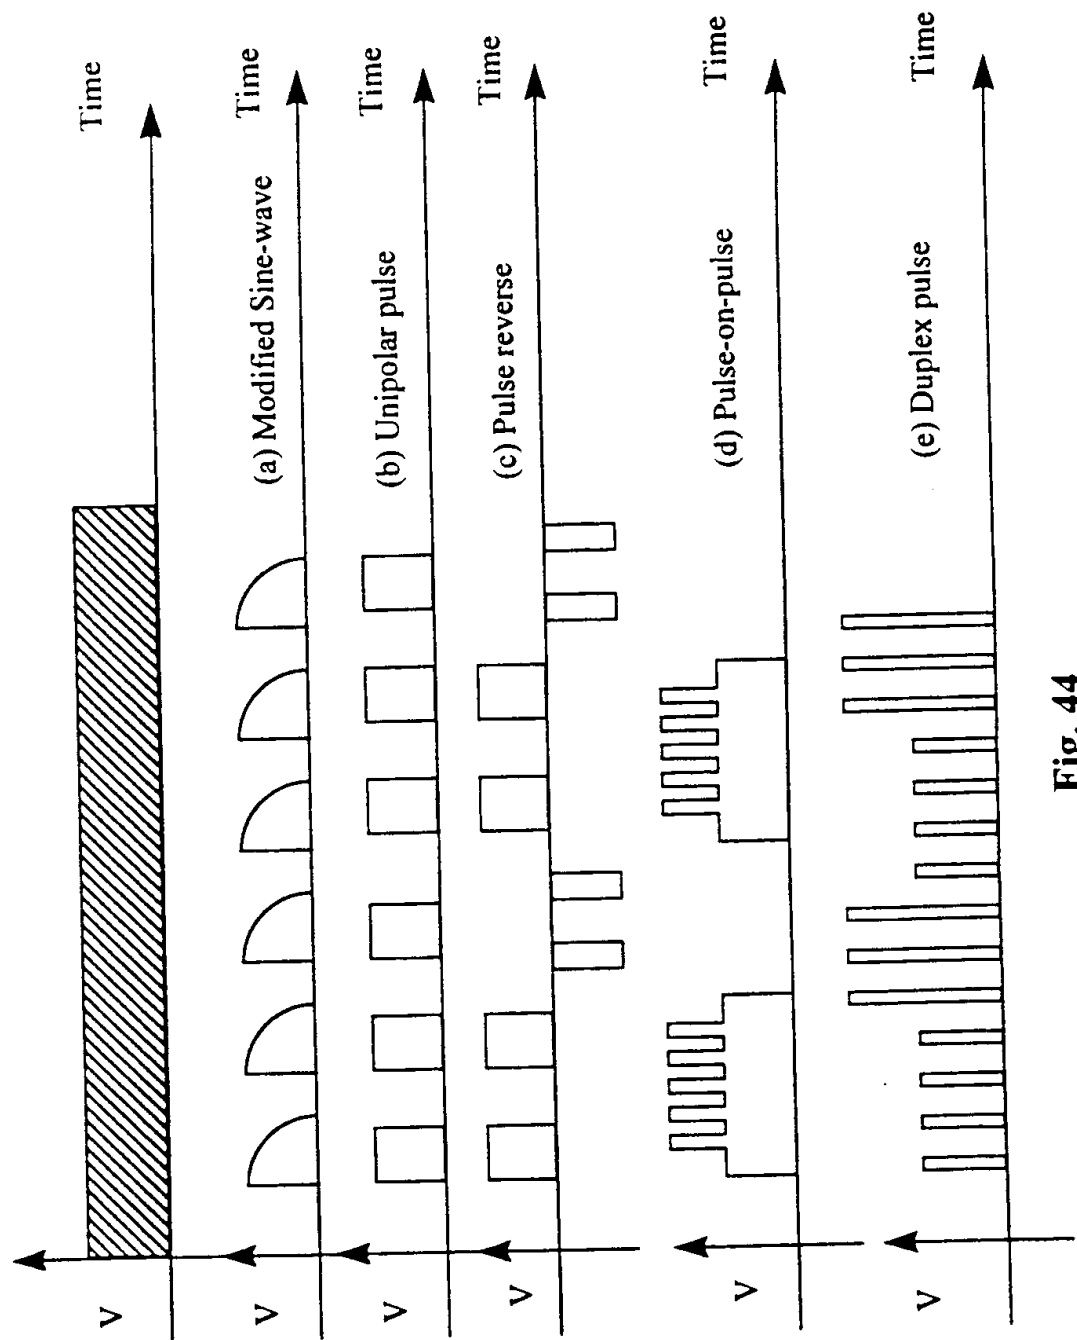 V
Time
V
(a) Modified Sine-wave
Time
V
(b) Unipolar pulse
Time
V
(c) Pulse reverse
Time
V
(d) Pulse-on-pulse
Time
V
(e) Duplex pulse
Time
Fig. 44